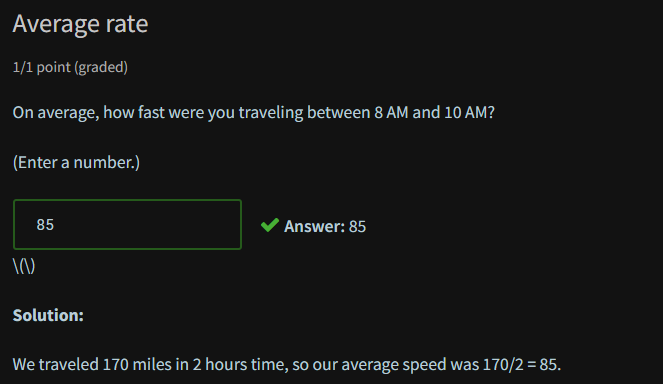 Average rate
1/1 point (graded)
On average, how fast were you traveling between 8 AM and 10 AM?
(Enter a number.)
85
Answer: 85
\(\)
Solution:
We traveled 170 miles in 2 hours time, so our average speed was 170/2 = 85.